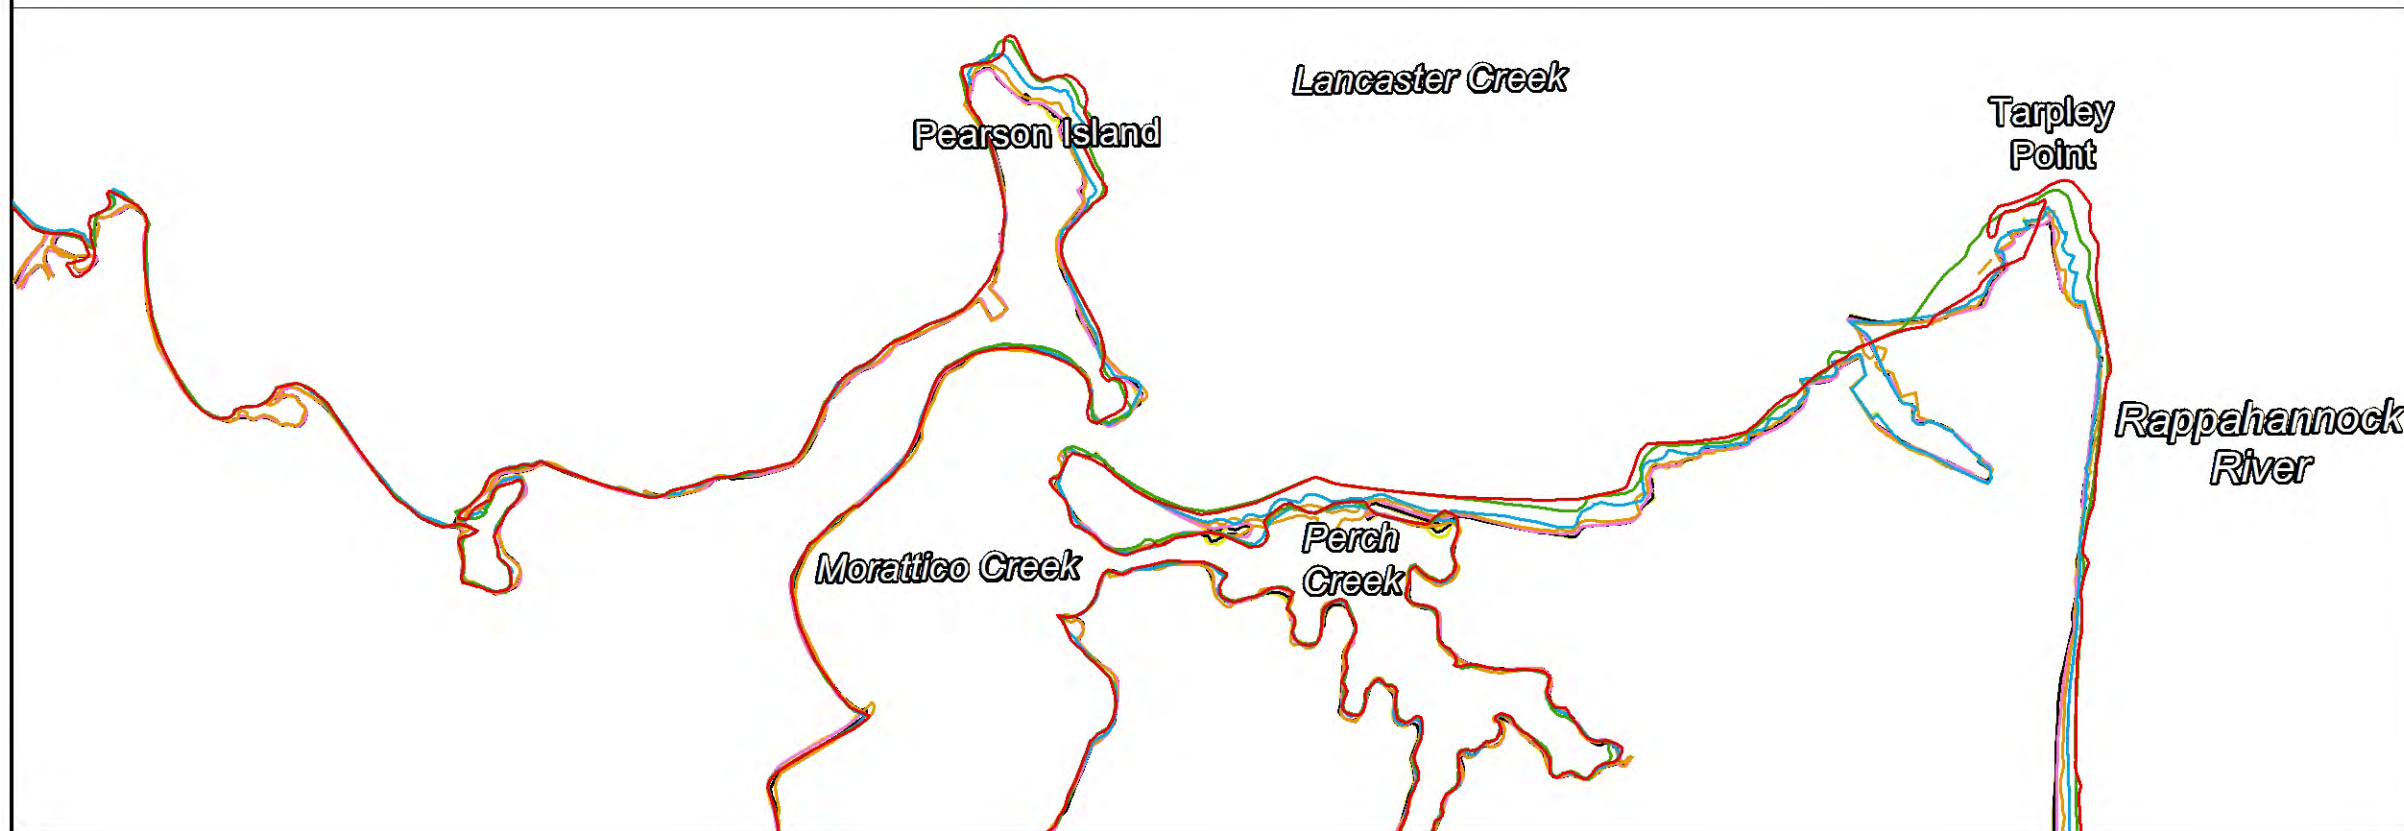 Lancaster Creek
Pearson Island
Tarpley
Point
Rappahannock
River
Morattico Creek
Perch
Creek